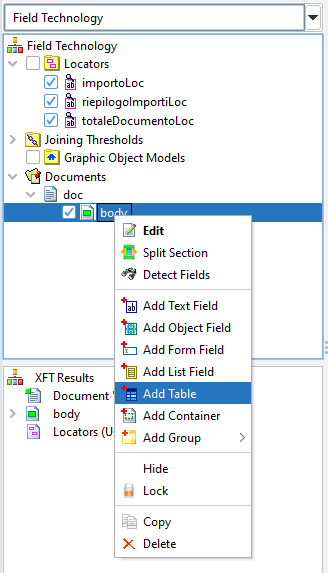 Field Technology
Field Technology
Locators
importoLoc
riepilogoImportiLoc
totaleDocumentoLoc
Joining Thresholds
Graphic Object Models
Documents
doc
body
Edit
Split Section
Detect Fields
Add Text Field
Add Object Field
Add Form Field
Add List Field
Add Table
Add Container
Add Group
Hide
Lock
Copy
Delete
XFT Results
Document
body
Locators (U